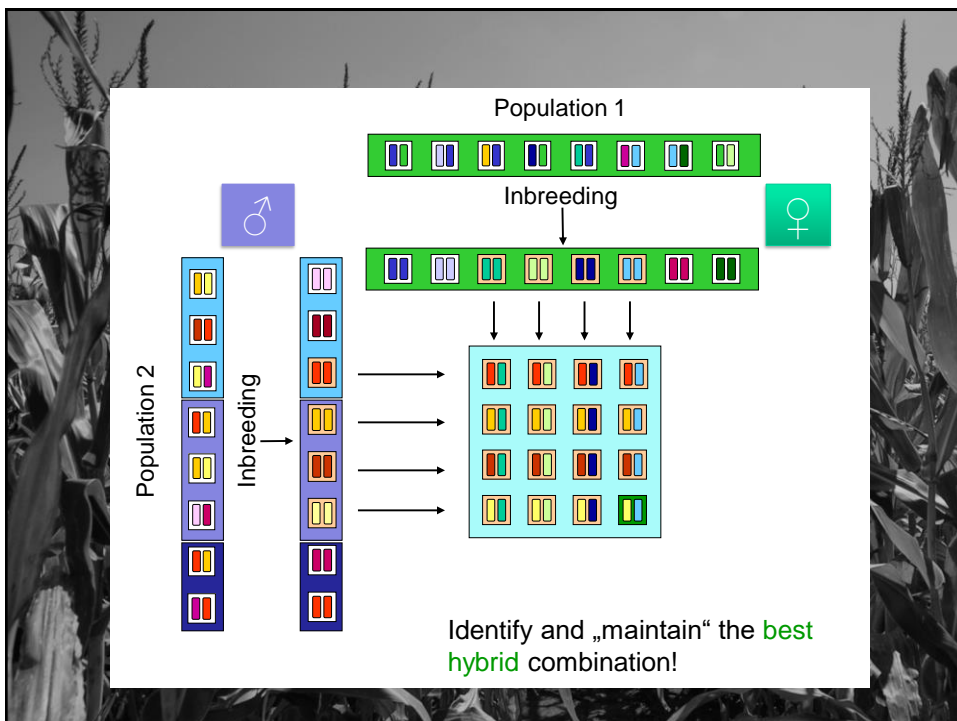 Population 1
Inbreeding
♂
♀
Population 2
Inbreeding
Identify and „maintain“ the best
hybrid combination!